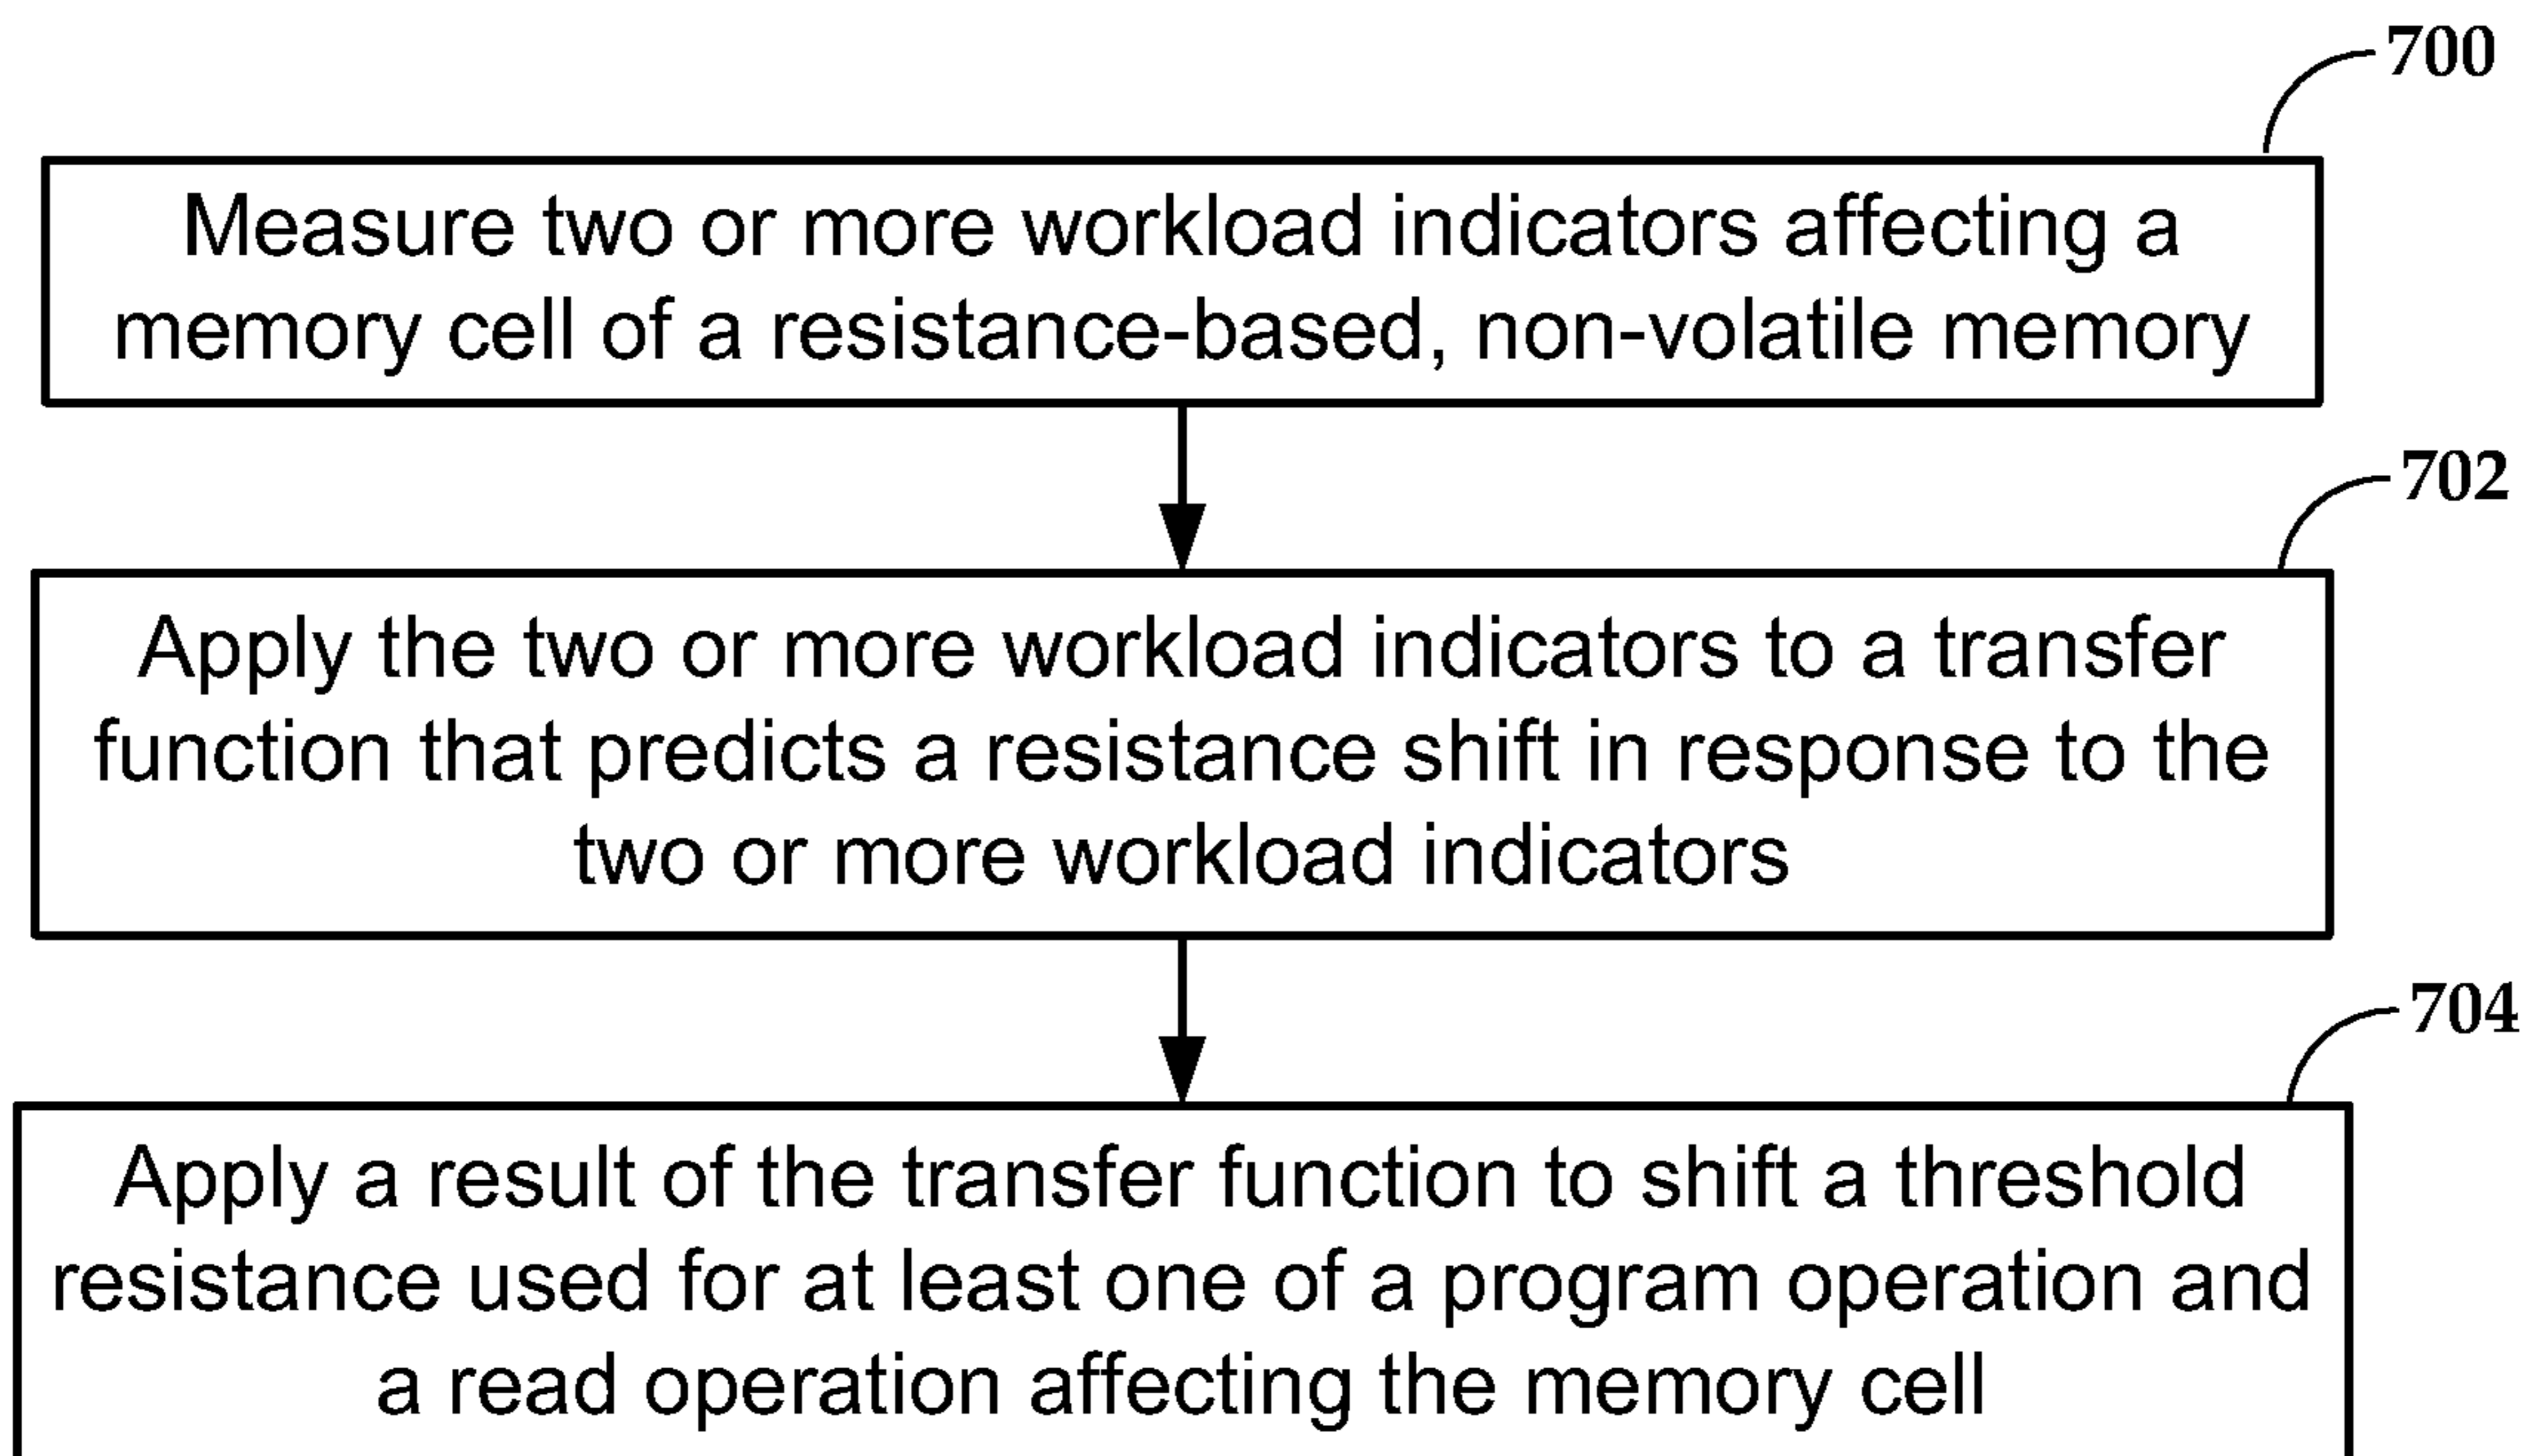 700
Measure two or more workload indicators affecting a
memory cell of a resistance-based, non-volatile memory
702
Apply the two or more workload indicators to a transfer
function that predicts a resistance shift in response to the
two or more workload indicators
704
Apply a result of the transfer function to shift a threshold
resistance used for at least one of a program operation and
a read operation affecting the memory cell